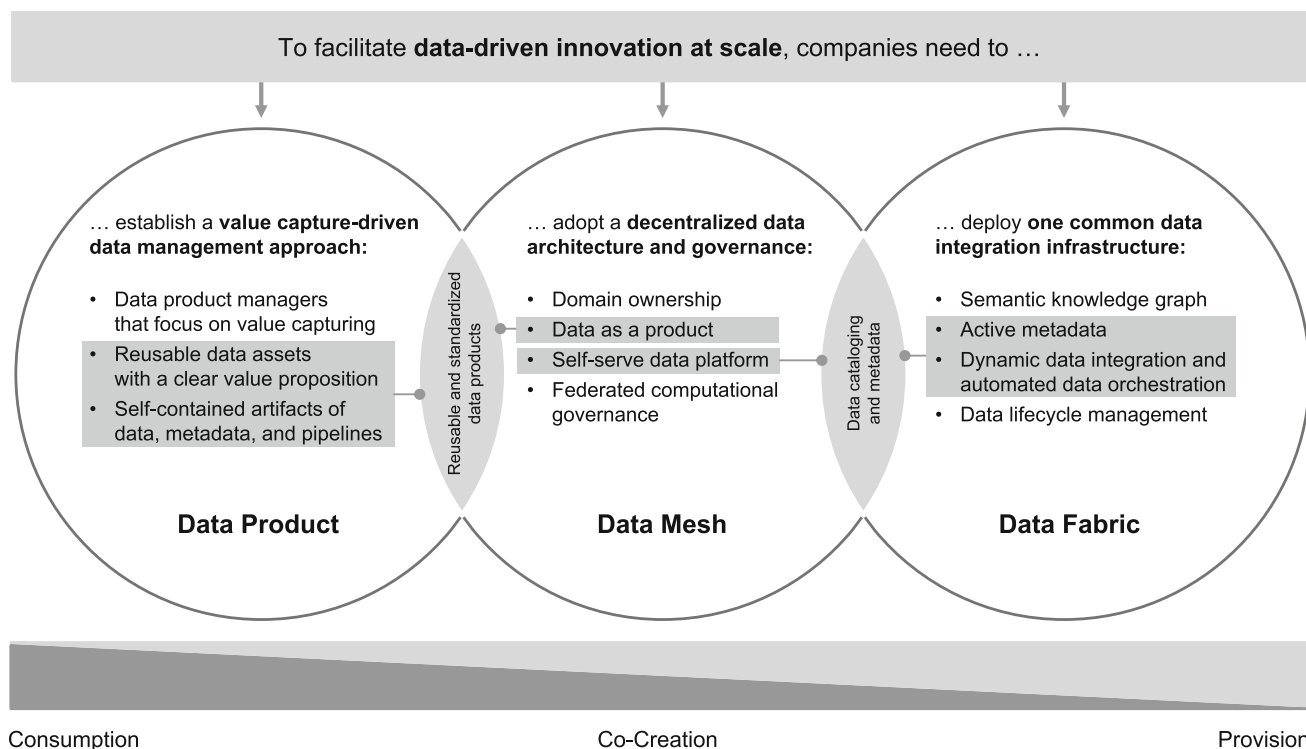 To facilitate data-driven innovation at scale, companies need to …
… establish a value capture-driven
data management approach:
• Data product managers
that focus on value capturing
• Reusable data assets
with a clear value proposition
• Self-contained artifacts of
data, metadata, and pipelines
Data Product
Reusable and standardized
data products
… adopt a decentralized data
architecture and governance:
• Domain ownership
• Data as a product
• Self-serve data platform
• Federated computational
governance
Data Mesh
Data cataloging
and metadata
… deploy one common data
integration infrastructure:
• Semantic knowledge graph
• Active metadata
• Dynamic data integration and
automated data orchestration
• Data lifecycle management
Data Fabric
Consumption
Co-Creation
Provision